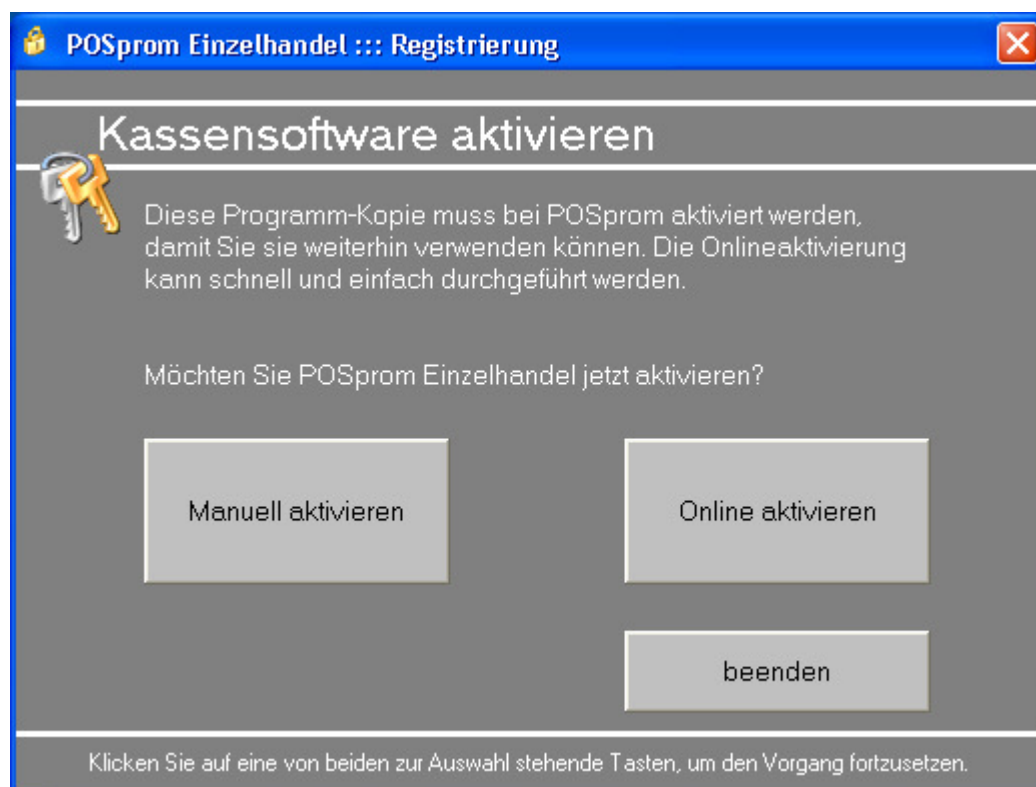 POSprom Einzelhandel ::: Registrierung
Kassensoftware aktivieren
Diese Programm-Kopie muss bei POSprom aktiviert werden,
damit Sie sie weiterhin verwenden können. Die Onlineaktivierung
kann schnell und einfach durchgeführt werden.
Möchten Sie POSprom Einzelhandel jetzt aktivieren?
Manuell aktivieren
Online aktivieren
beenden
Klicken Sie auf eine von beiden zur Auswahl stehende Tasten, um den Vorgang fortzusetzen.